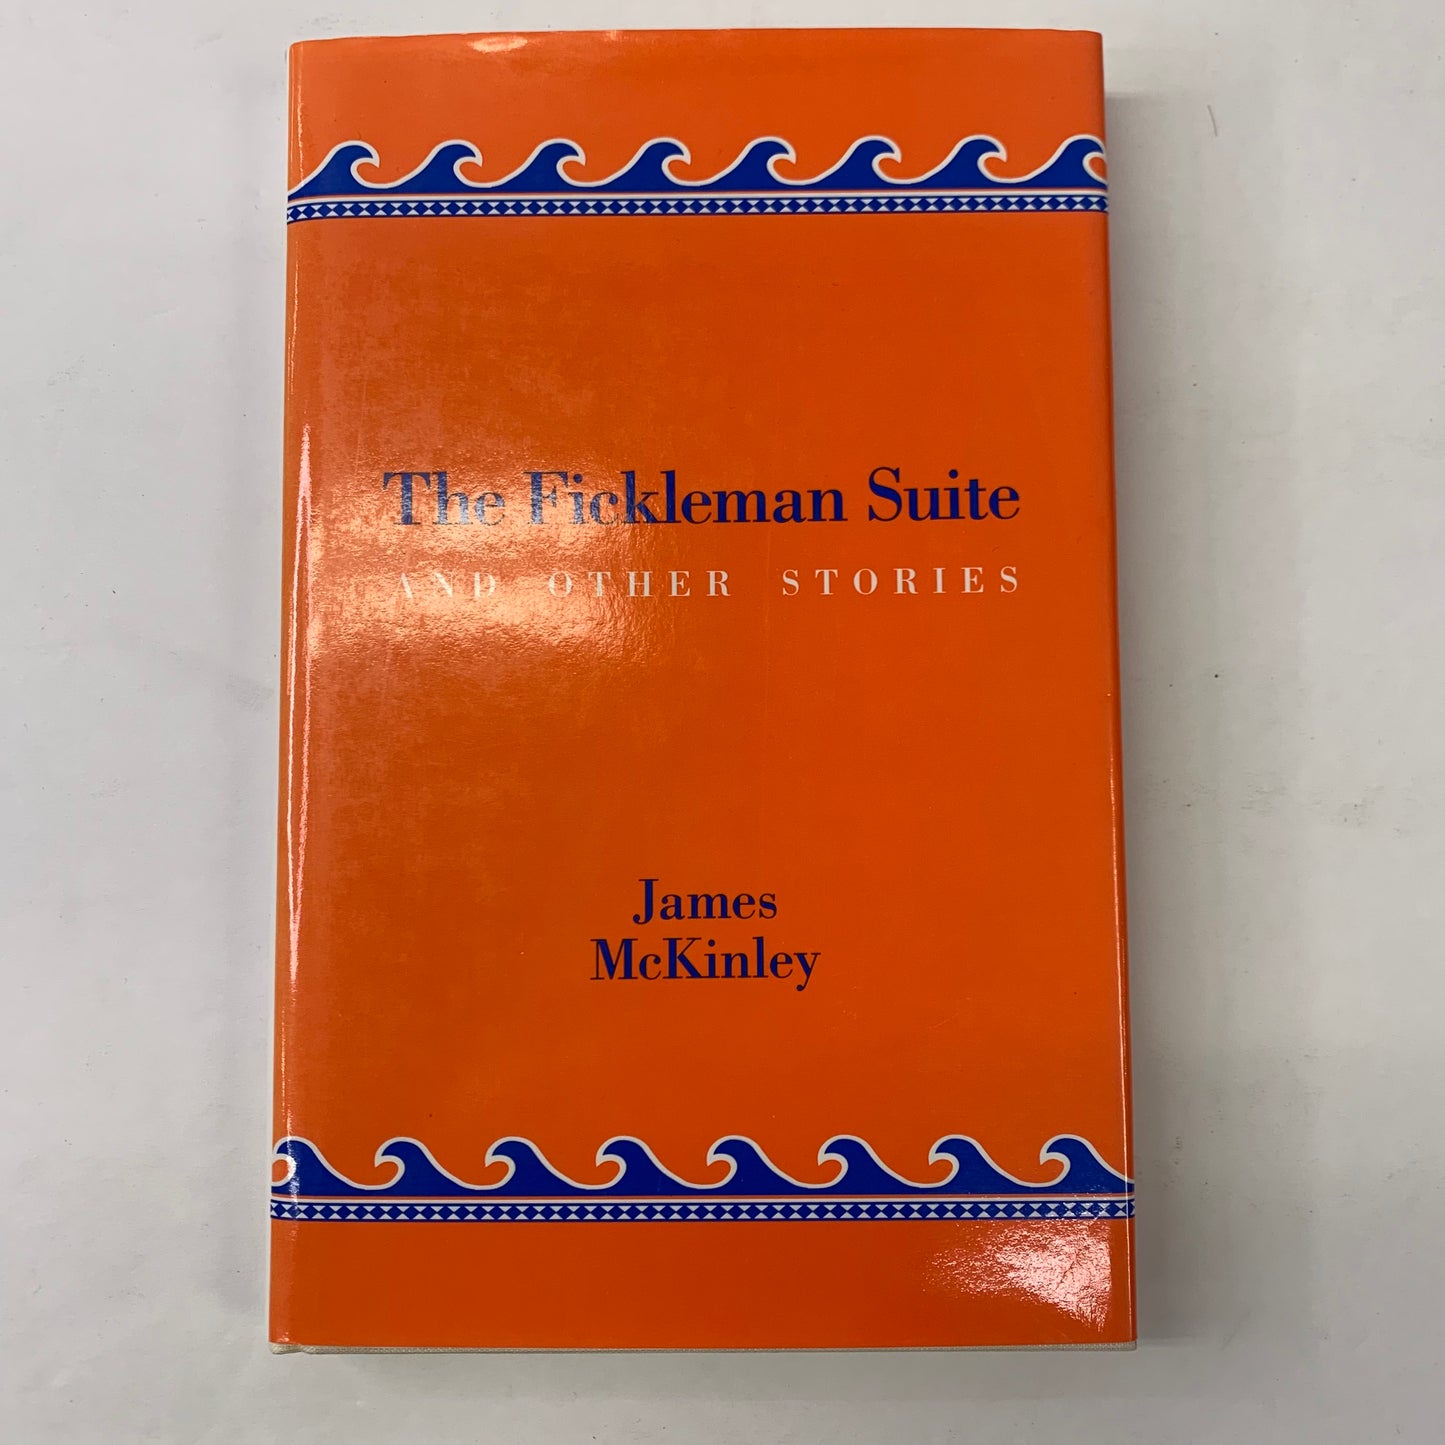 The Fickleman Suite
AND OTHER STORIES
James
McKinley